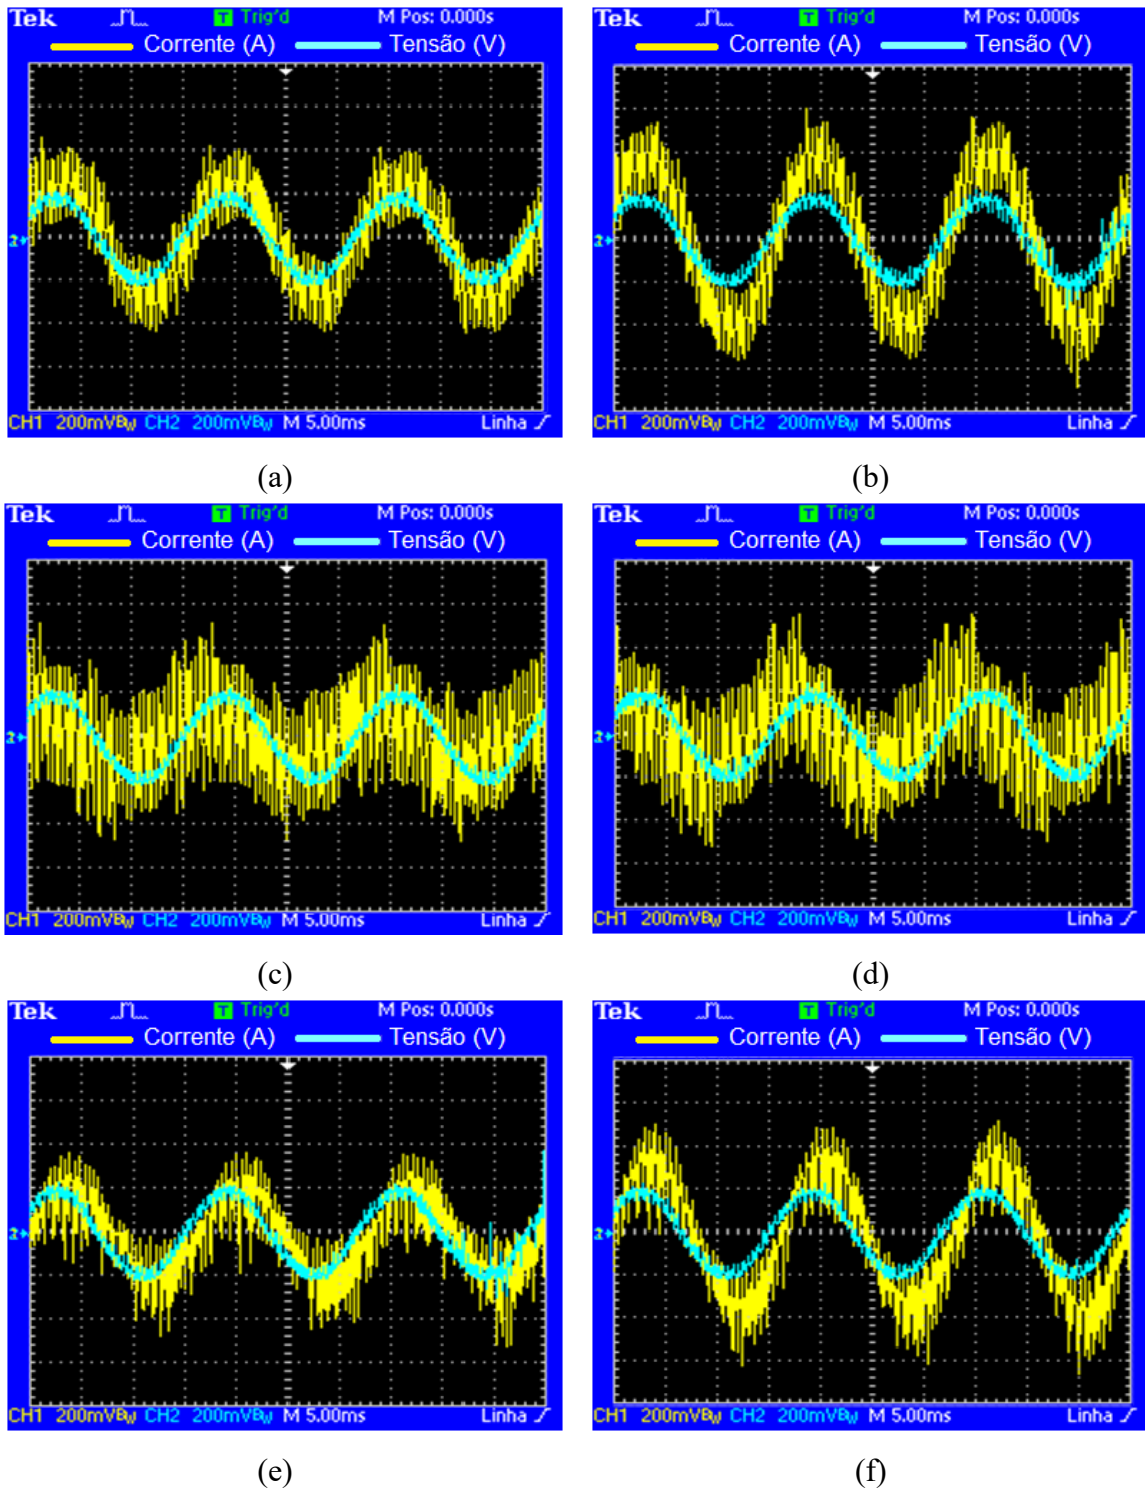 Tek T Trig'd M Pos: 0.000s
Corrente (A) Tensão (V)
CH1 200mVBW CH2 200mVBW M 5.00ms Linha
(a)
Tek T Trig'd M Pos: 0.000s
Corrente (A) Tensão (V)
CH1 200mVBW CH2 200mVBW M 5.00ms Linha
(b)
Tek T Trig'd M Pos: 0.000s
Corrente (A) Tensão (V)
CH1 200mVBW CH2 200mVBW M 5.00ms Linha
(c)
Tek T Trig'd M Pos: 0.000s
Corrente (A) Tensão (V)
CH1 200mVBW CH2 200mVBW M 5.00ms Linha
(d)
Tek T Trig'd M Pos: 0.000s
Corrente (A) Tensão (V)
CH1 200mVBW CH2 200mVBW M 5.00ms Linha
(e)
Tek T Trig'd M Pos: 0.000s
Corrente (A) Tensão (V)
CH1 200mVBW CH2 200mVBW M 5.00ms Linha
(f)